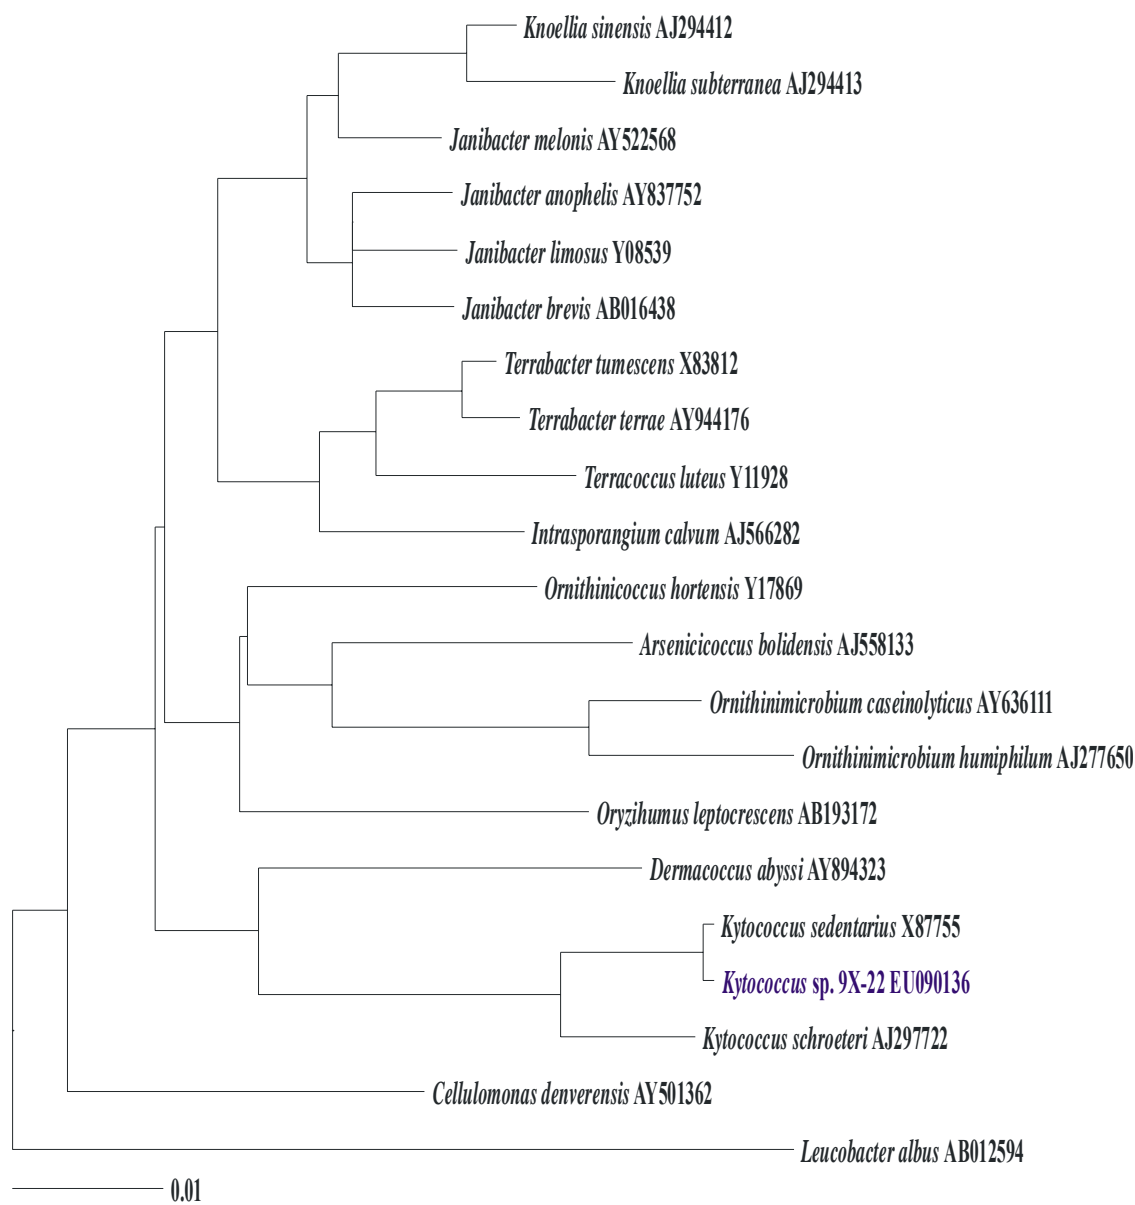 Knoellia sinensis AJ294412
Knoellia subterranea AJ294413
Janibacter melonis AY522568
Janibacter anophelis AY837752
Janibacter limosus Y08539
Janibacter brevis AB016438
Terrabacter tumescens X83812
Terrabacter terrae AY944176
Terracoccus luteus Y11928
Intrasporangium calvum AJ566282
Ornithinicoccus hortensis Y17869
Arsenicicoccus bolidensis AJ558133
Ornithinimicrobium caseinolyticus AY636111
Ornithinimicrobium humiphilum AJ277650
Oryzihumus leptocrescens AB193172
Dermacoccus abyssi AY894323
Kytococcus sedentarius X87755
Kytococcus sp. 9X-22 EU090136
Kytococcus schroeteri AJ297722
Cellulomonas denverensis AY501362
Leucobacter albus AB012594
0.01